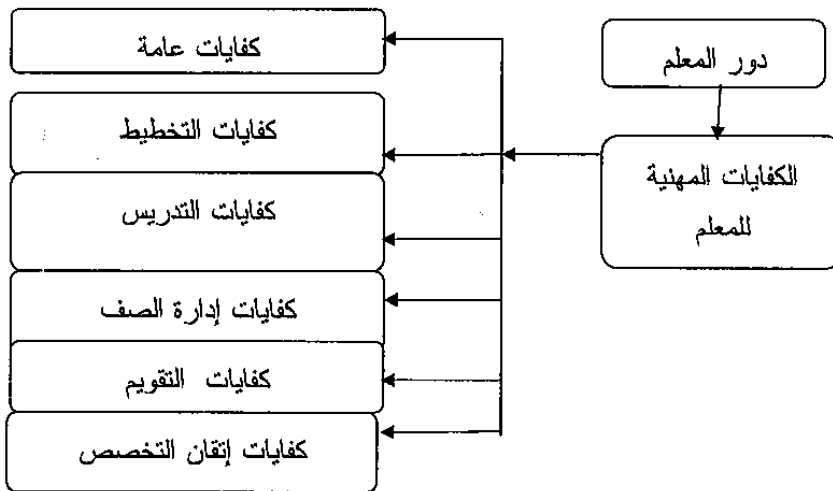 دور المعلم
الكفايات المهنية
للمعلم
كفايات عامة
كفايات التخطيط
كفايات التدريس
كفايات إدارة الصف
كفايات التقويم
كفايات إتقان التخصص